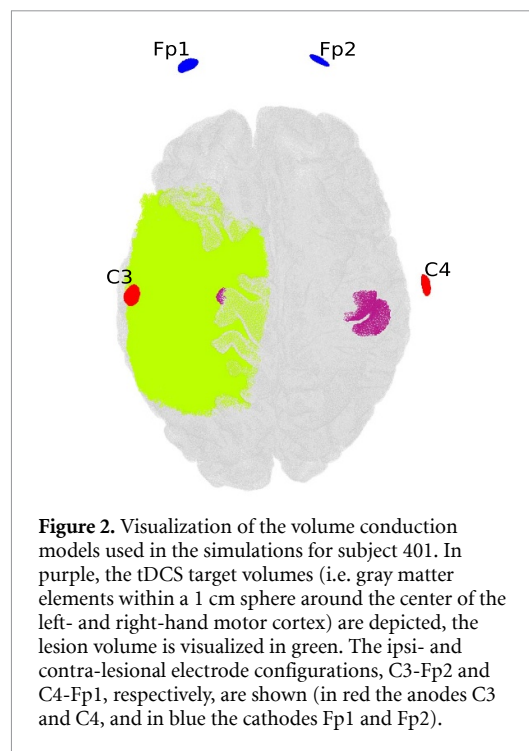 Fp1 Fp2
C3 C4
Figure 2. Visualization of the volume conduction
models used in the simulations for subject 401. In
purple, the tDCS target volumes (i.e. gray matter
elements within a 1 cm sphere around the center of the
left- and right-hand motor cortex) are depicted, the
lesion volume is visualized in green. The ipsi- and
contra-lesional electrode configurations, C3-Fp2 and
C4-Fp1, respectively, are shown (in red the anodes C3
and C4, and in blue the cathodes Fp1 and Fp2).